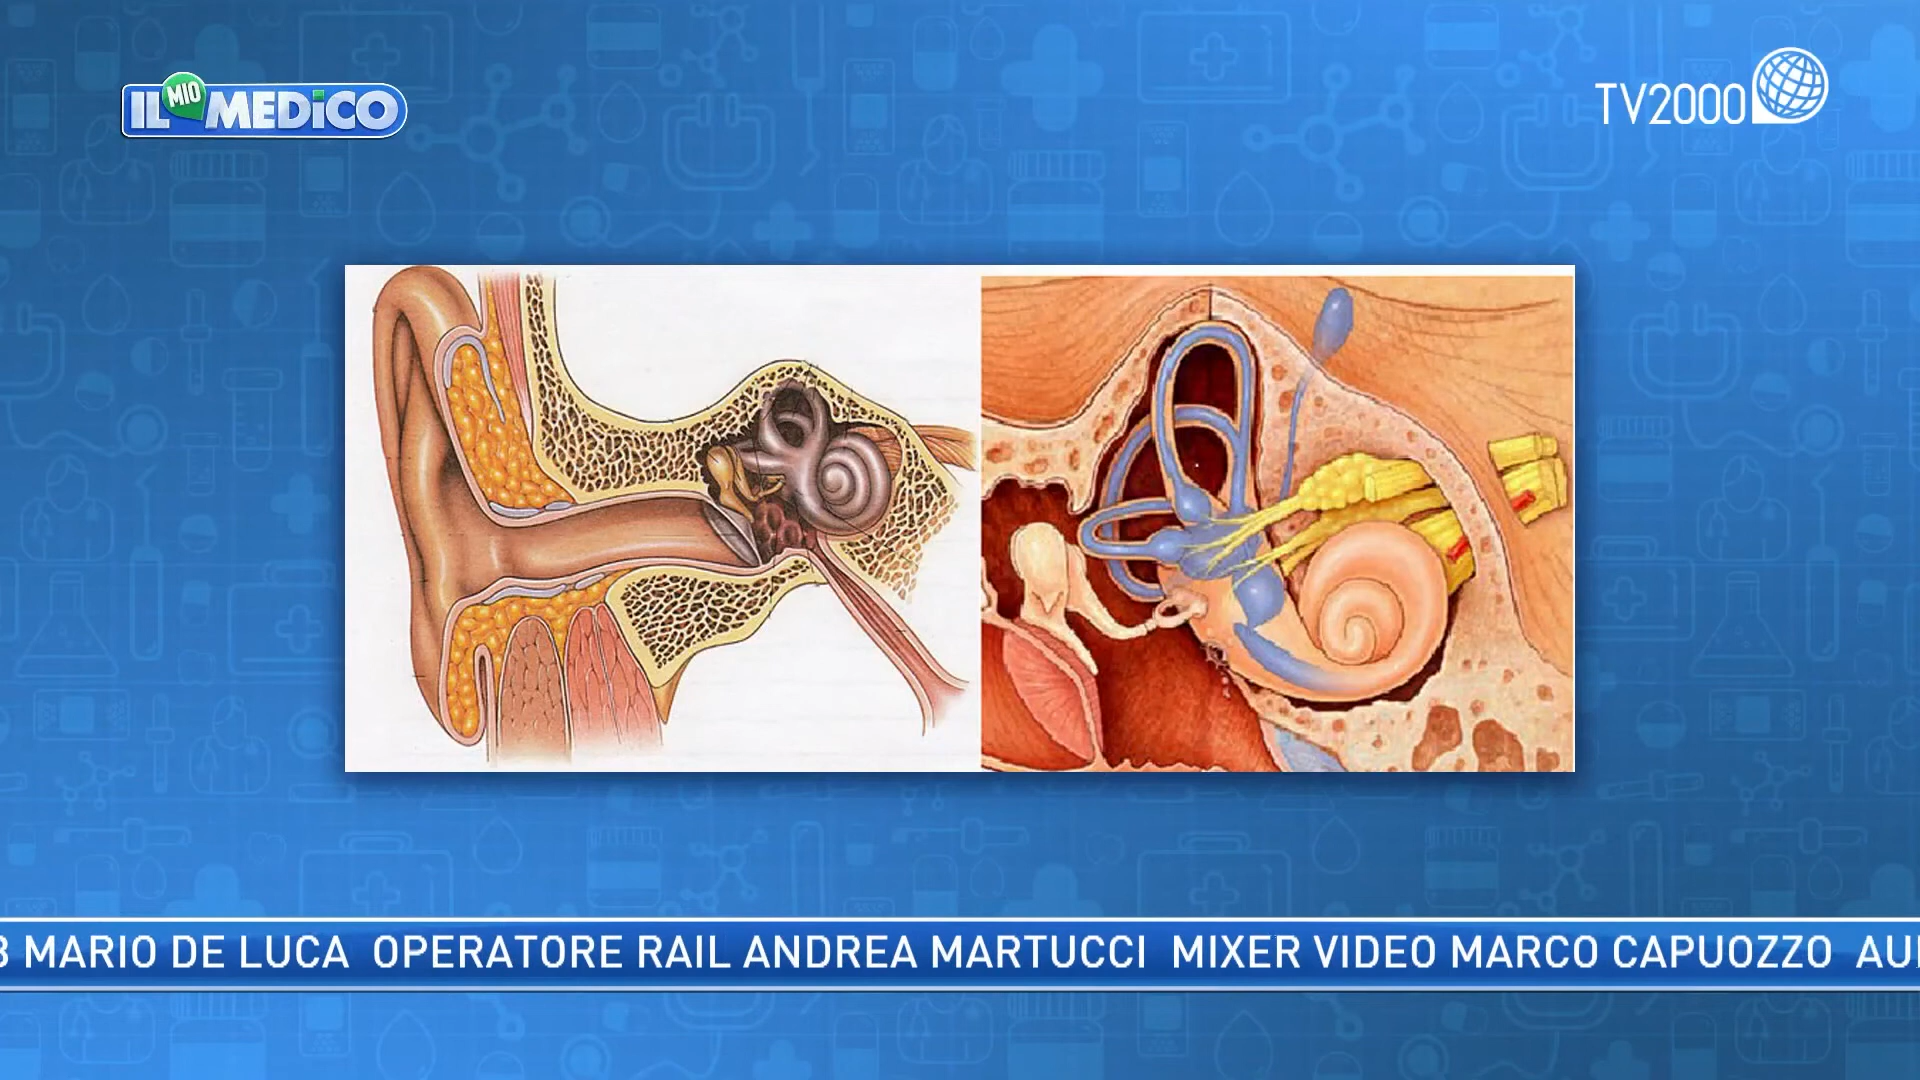 IL MIO MEDICO
TV2000
MARIO DE LUCA OPERATORE RAIL ANDREA MARTUCCI MIXER VIDEO MARCO CAPUOZZO